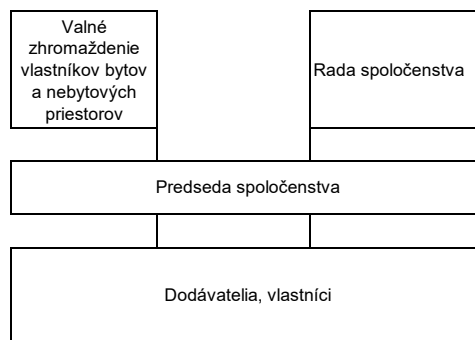 Valné
zhromaždenie
vlastníkov bytov
a nebytových
priestorov
Rada spoločenstva
Predseda spoločenstva
Dodávatelia, vlastníci